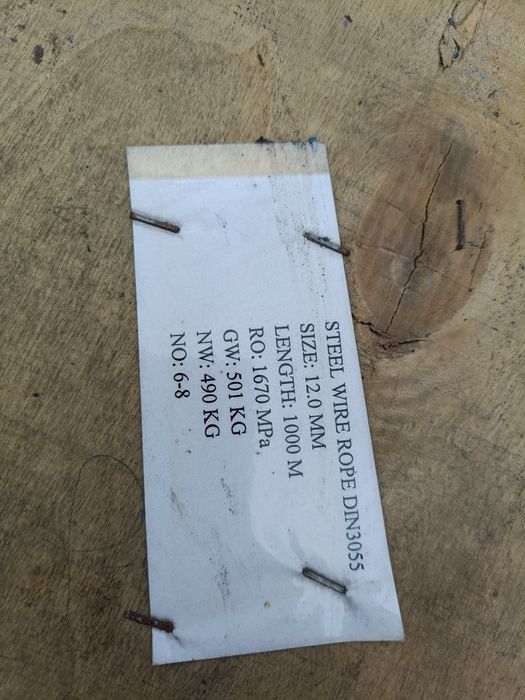 STEEL WIRE ROPE DIN3055
SIZE: 12.0 MM
LENGTH: 1000 M
RO: 1670 MPa
GW: 501 KG
NW: 490 KG
NO: 6-8